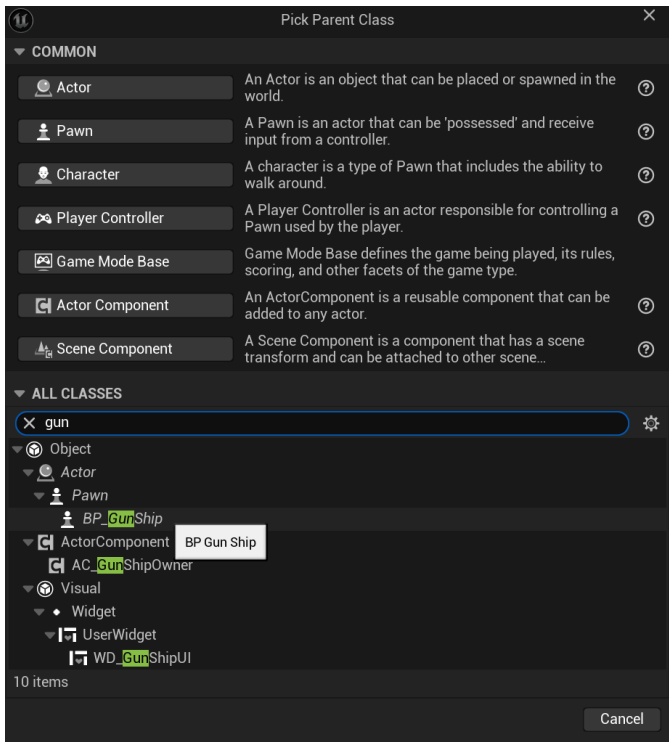 Pick Parent Class
COMMON
Actor
An Actor is an object that can be placed or spawned in the
world.
Pawn
A Pawn is an actor that can be 'possessed' and receive
input from a controller.
Character
A character is a type of Pawn that includes the ability to
walk around.
Player Controller
A Player Controller is an actor responsible for controlling a
Pawn used by the player.
Game Mode Base
Game Mode Base defines the game being played, its rules,
scoring, and other facets of the game type.
Actor Component
An ActorComponent is a reusable component that can be
added to any actor.
Scene Component
A Scene Component is a component that has a scene
transform and can be attached to other scene...
ALL CLASSES
gun
Object
Actor
Pawn
BP_GunShip
ActorComponent
BP Gun Ship
AC_GunShipOwner
Visual
Widget
UserWidget
WD_GunShipUI
10 items
Cancel